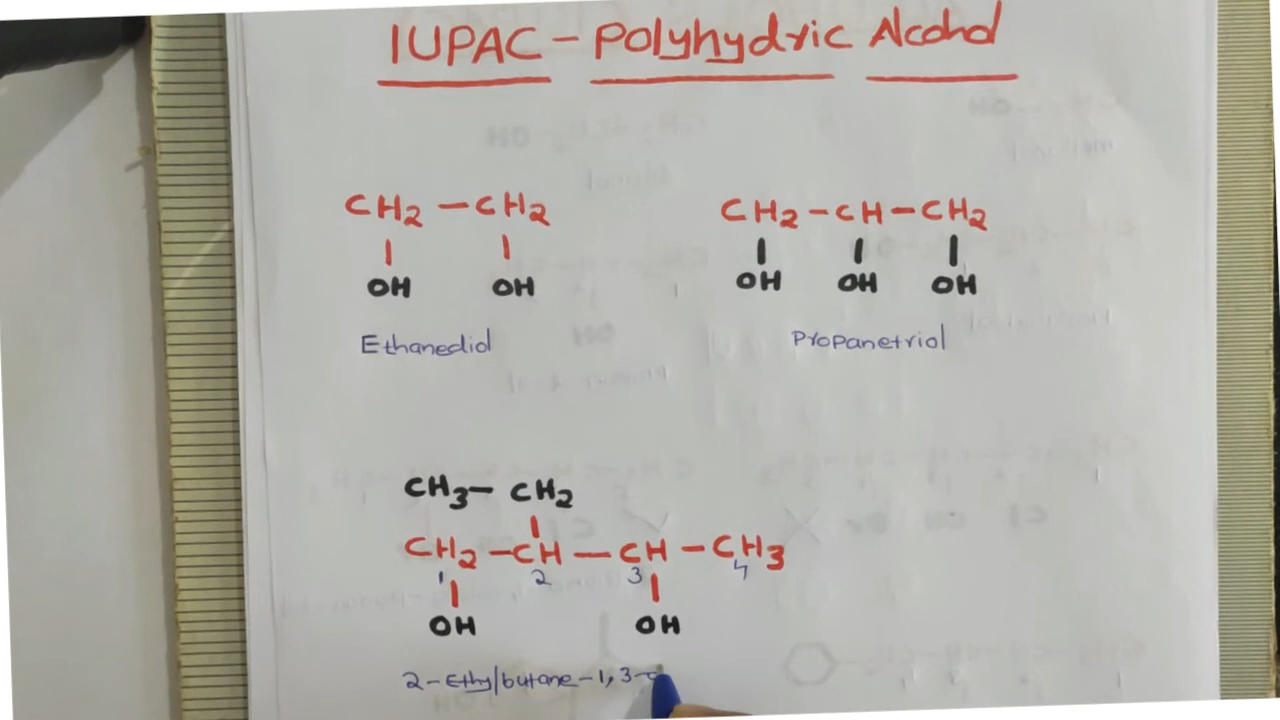 IUPAC - Polyhydric Alcohol
CH2 - CH2
OH OH
Ethanediol
CH2 - CH - CH2
OH OH OH
Propanetriol
CH3 - CH2
CH2 - CH - CH - CH3
1 2 3 4
OH OH
2-Ethylbutane-1,3-